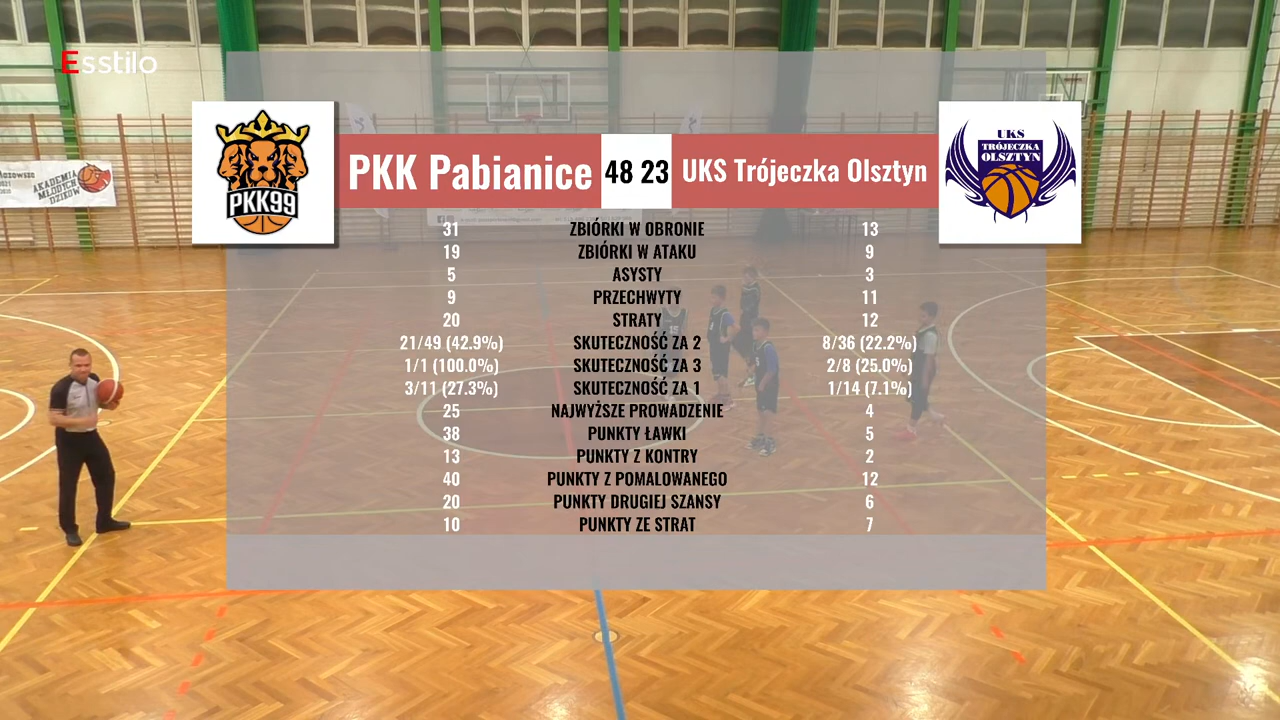 Esstilo
Mazowsza
AKADEMIA
MŁODYCH
DZIKÓW
PKK99
PKK Pabianice 48 23 UKS Trójeczka Olsztyn
UKS
TRÓJECZKA
OLSZTYN
31 ZBIÓRKI W OBRONIE 13
19 ZBIÓRKI W ATAKU 9
5 ASYSTY 3
9 PRZECHWYTY 11
20 STRATY 12
21/49 (42.9%) SKUTECZNOŚĆ ZA 2 8/36 (22.2%)
1/1 (100.0%) SKUTECZNOŚĆ ZA 3 2/8 (25.0%)
3/11 (27.3%) SKUTECZNOŚĆ ZA 1 1/14 (7.1%)
25 NAJWYŻSZE PROWADZENIE 4
38 PUNKTY ŁAWKI 5
13 PUNKTY Z KONTRY 2
40 PUNKTY Z POMALOWANEGO 12
20 PUNKTY DRUGIEJ SZANSY 6
10 PUNKTY ZE STRAT 7